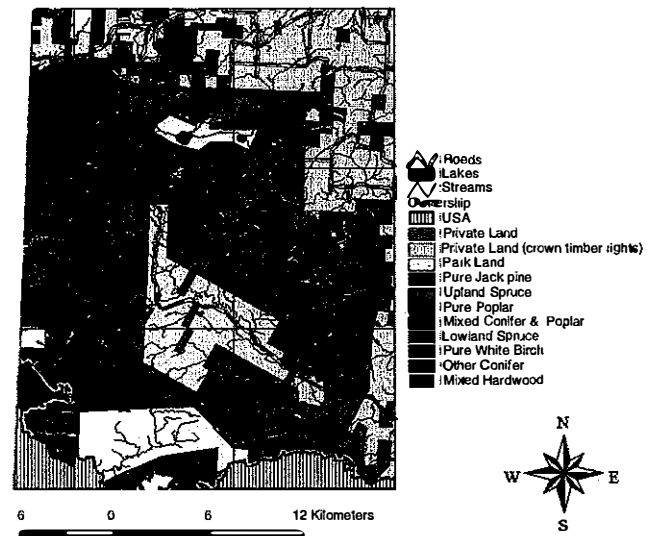 Roads
Lakes
Streams
Ownership
USA
Private Land
Private Land (crown timber rights)
Park Land
Pure Jack pine
Upland Spruce
Pure Poplar
Mixed Conifer & Poplar
Lowland Spruce
Pure White Birch
Other Conifer
Mixed Hardwood
N
W E
S
6 0 6 12 Kilometers